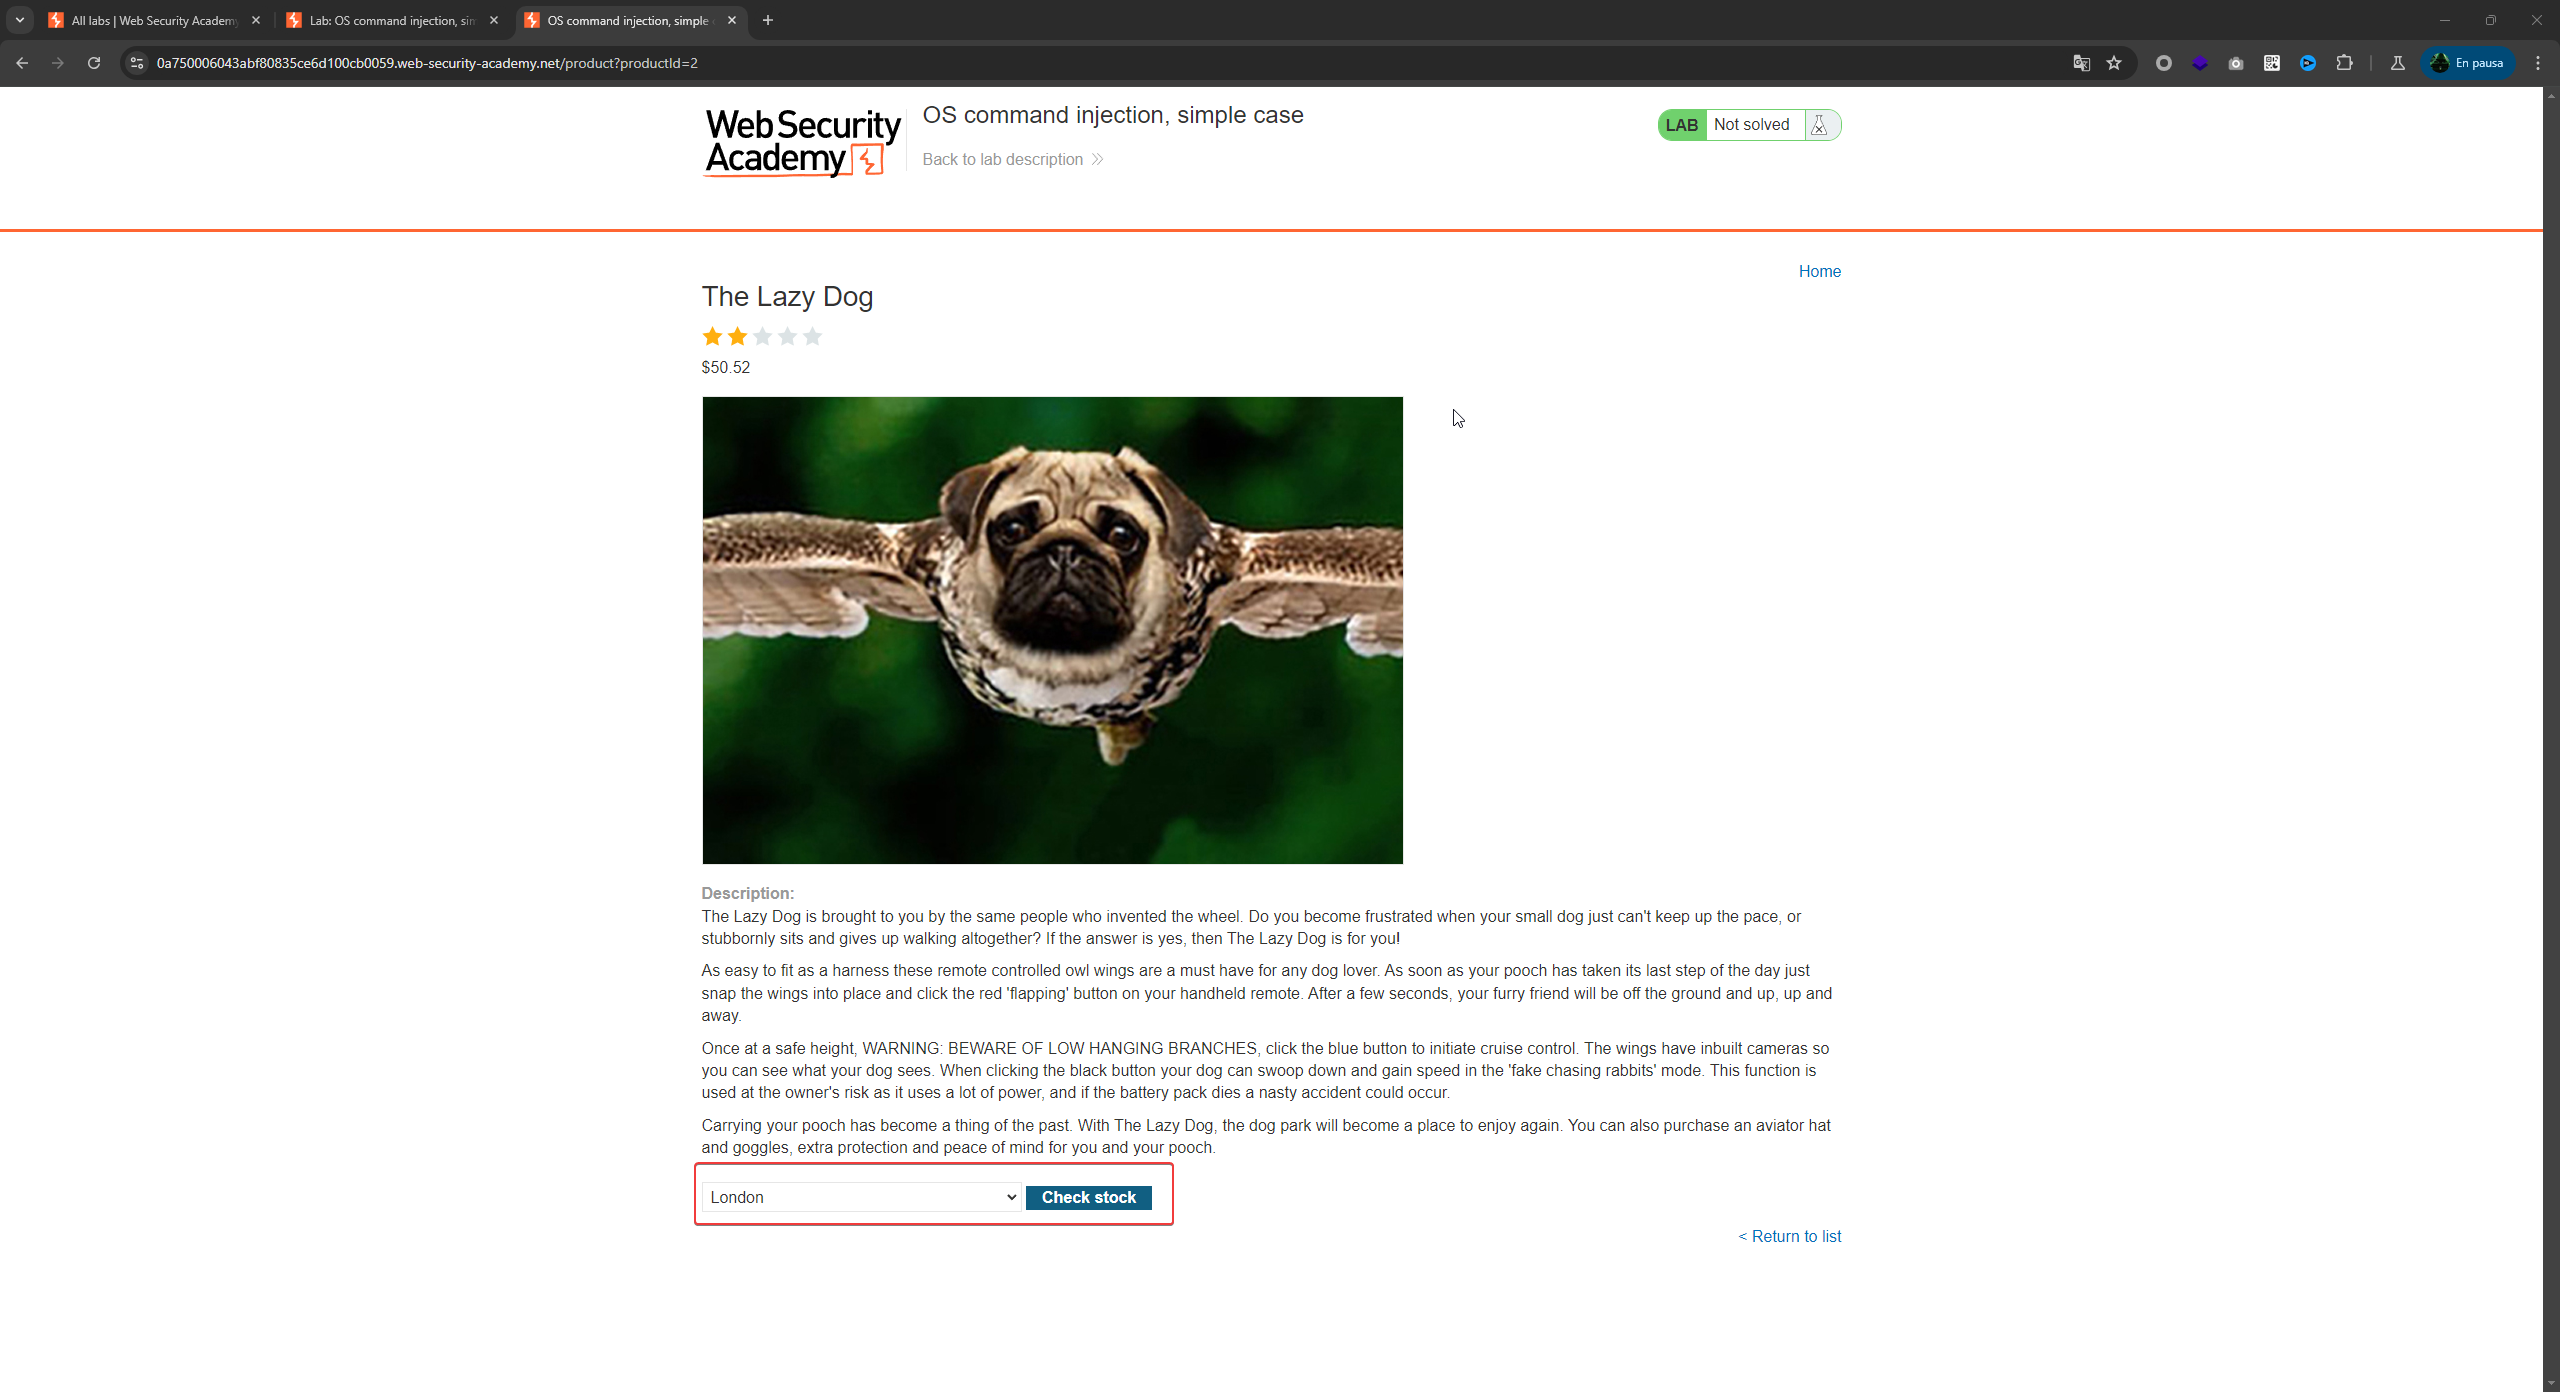 All labs | Web Security Academy
Lab: OS command injection, sim
OS command injection, simple
0a750006043abf80835ce6d100cb0059.web-security-academy.net/product?productId=2
En pausa
Web Security
Academy
OS command injection, simple case
Back to lab description
LAB Not solved
Home
The Lazy Dog
$50.52
Description:
The Lazy Dog is brought to you by the same people who invented the wheel. Do you become frustrated when your small dog just can't keep up the pace, or
stubbornly sits and gives up walking altogether? If the answer is yes, then The Lazy Dog is for you!
As easy to fit as a harness these remote controlled owl wings are a must have for any dog lover. As soon as your pooch has taken its last step of the day just
snap the wings into place and click the red 'flapping' button on your handheld remote. After a few seconds, your furry friend will be off the ground and up, up and
away.
Once at a safe height, WARNING: BEWARE OF LOW HANGING BRANCHES, click the blue button to initiate cruise control. The wings have inbuilt cameras so
you can see what your dog sees. When clicking the black button your dog can swoop down and gain speed in the 'fake chasing rabbits' mode. This function is
used at the owner's risk as it uses a lot of power, and if the battery pack dies a nasty accident could occur.
Carrying your pooch has become a thing of the past. With The Lazy Dog, the dog park will become a place to enjoy again. You can also purchase an aviator hat
and goggles, extra protection and peace of mind for you and your pooch.
London
Check stock
< Return to list